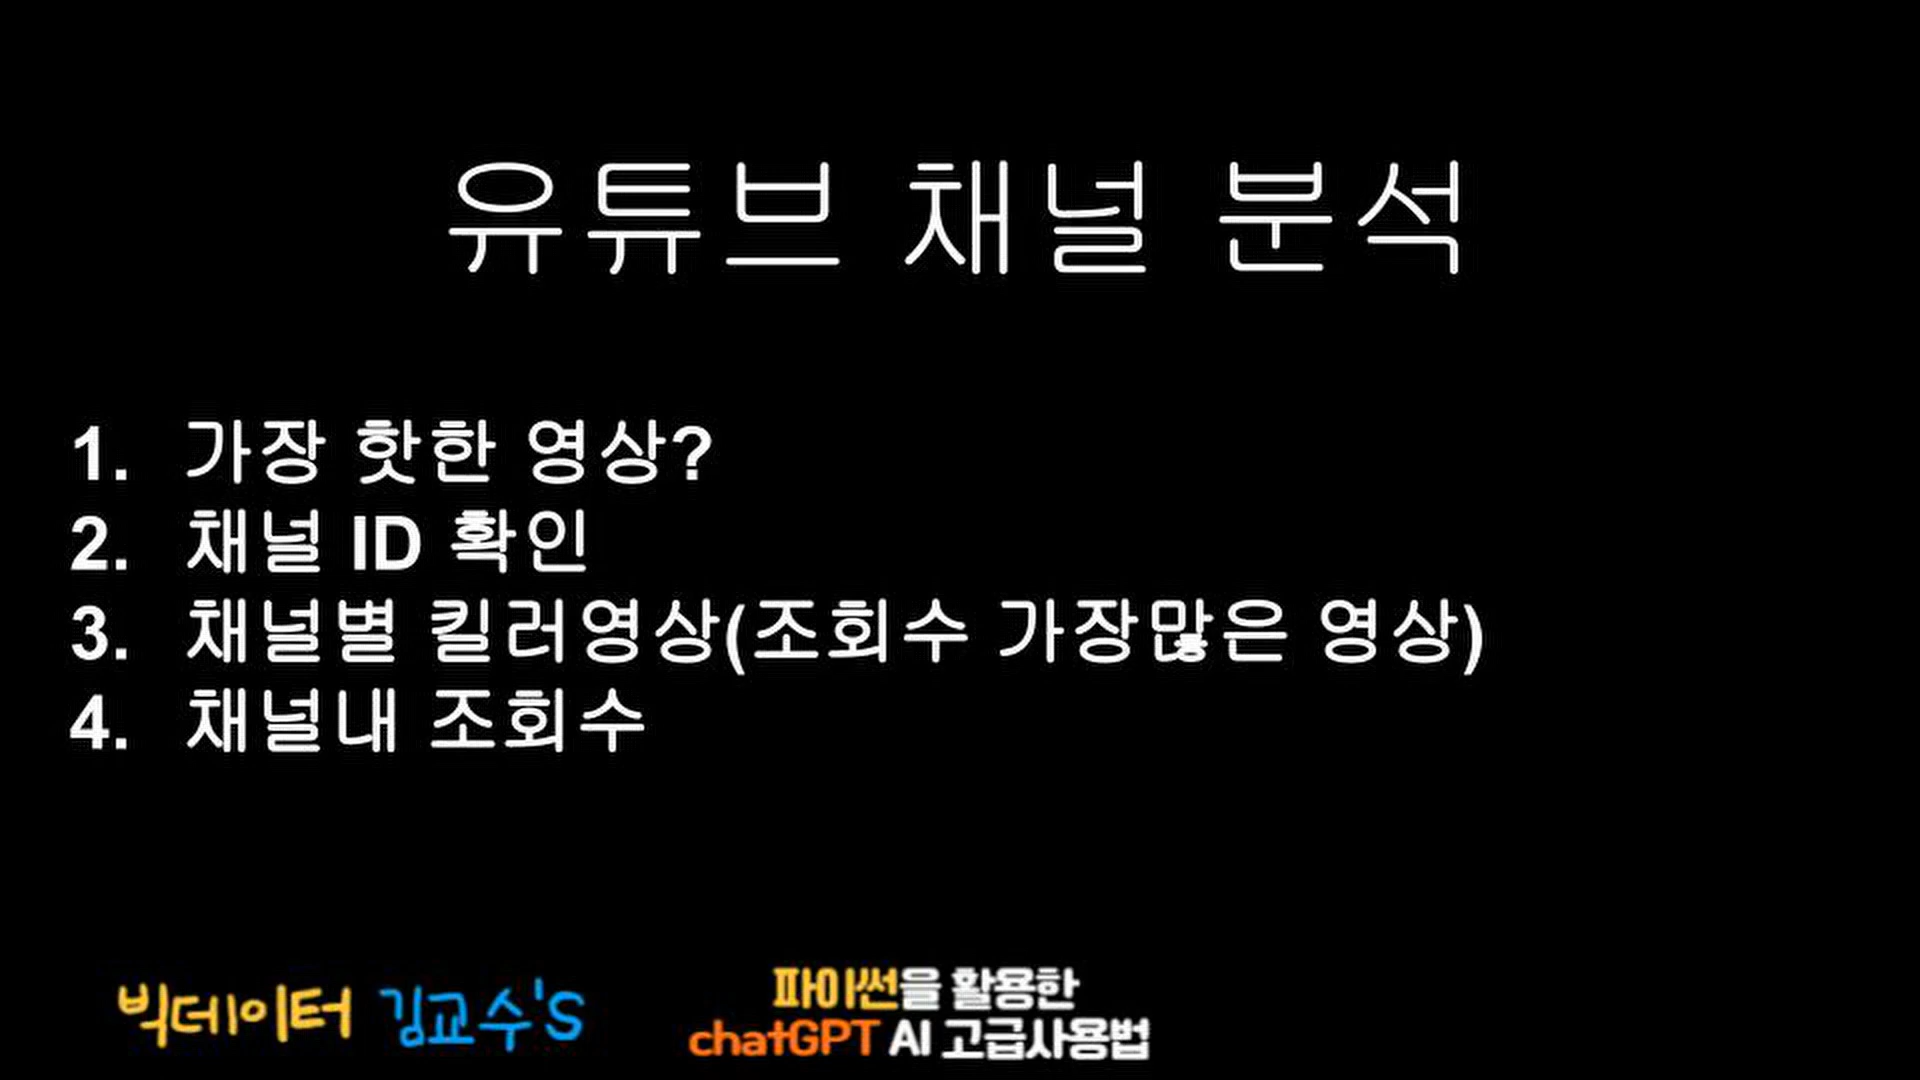 유튜브 채널 분석
1. 가장 핫한 영상?
2. 채널 ID 확인
3. 채널별 킬러영상(조회수 가장많은 영상)
4. 채널내 조회수
빅데이터 김교수's
파이썬을 활용한
chatGPT AI 고급사용법